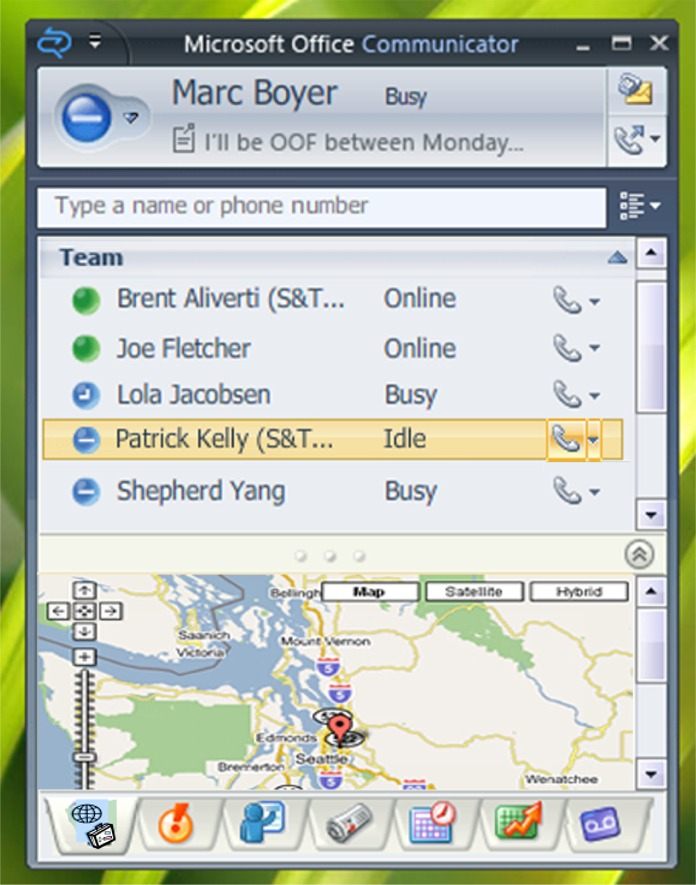 Microsoft Office Communicator
Marc Boyer Busy
I'll be OOF between Monday...
Type a name or phone number
Team
Brent Aliverti (S&T... Online
Joe Fletcher Online
Lola Jacobsen Busy
Patrick Kelly (S&T... Idle
Shepherd Yang Busy
Bellingh Map Satellite Hybrid
Saanich
Mount Vernon
Victoria
5
5
Edmonds
Seattle
Bremerton
5
Wenatchee